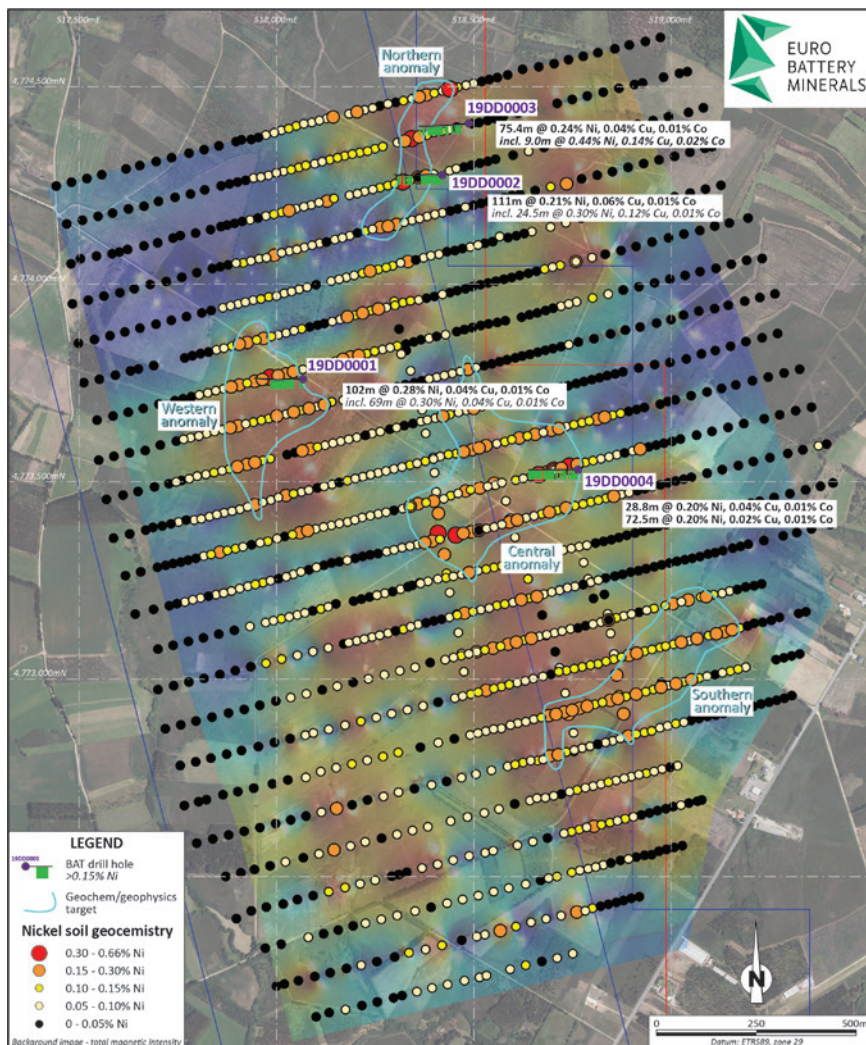 517,500mE
518,000mE
518,500mE
519,000mE
EURO
BATTERY
MINERALS
4,774,500mN
Northern
anomaly
19DD0003
75.4m @ 0.24% Ni, 0.04% Cu, 0.01% Co
incl. 9.0m @ 0.44% Ni, 0.14% Cu, 0.02% Co
19DD0002
111m @ 0.21% Ni, 0.06% Cu, 0.01% Co
incl. 24.5m @ 0.30% Ni, 0.12% Cu, 0.01% Co
4,774,000mN
19DD0001
102m @ 0.28% Ni, 0.04% Cu, 0.01% Co
incl. 69m @ 0.30% Ni, 0.04% Cu, 0.01% Co
Western
anomaly
4,773,500mN
19DD0004
28.8m @ 0.20% Ni, 0.04% Cu, 0.01% Co
72.5m @ 0.20% Ni, 0.02% Cu, 0.01% Co
Central
anomaly
4,773,000mN
Southern
anomaly
LEGEND
19DD0003
BAT drill hole
>0.15% Ni
Geochem/geophysics
target
Nickel soil geocemistry
0.30 - 0.66% Ni
0.15 - 0.30% Ni
0.10 - 0.15% Ni
0.05 - 0.10% Ni
0 - 0.05% Ni
Background image - total magnetic intensity
N
0 250 500m
Datum: ETRS89, zone 29